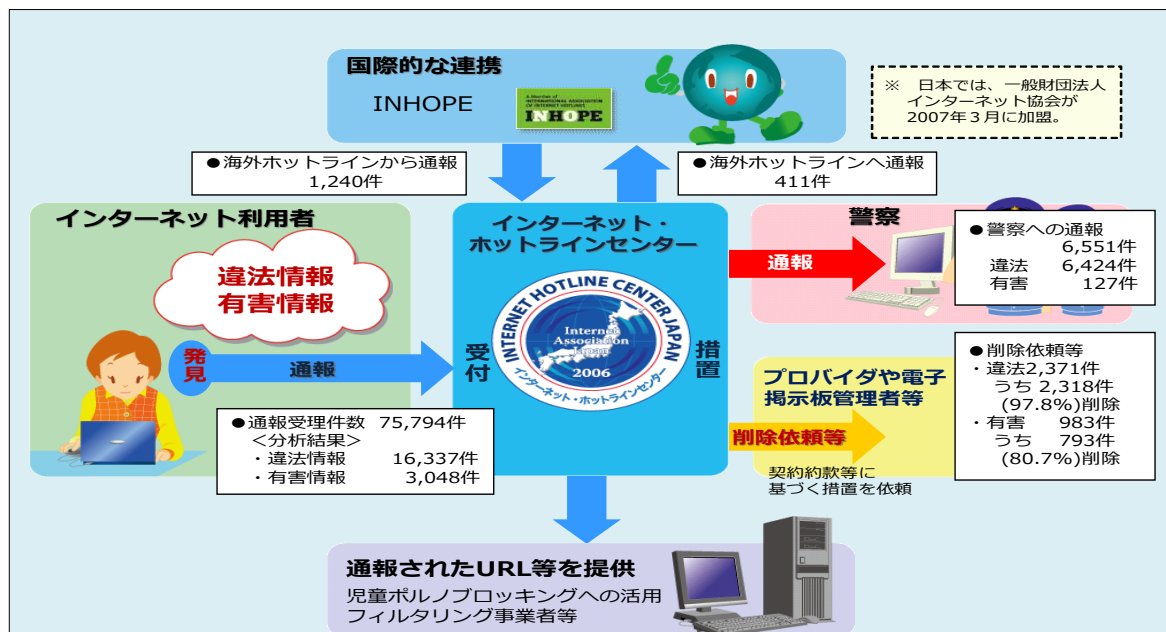 国際的な連携
INHOPE
A Member of
INTERNATIONAL ASSOCIATION
OF INTERNET HOTLINES
INHOPE
※　日本では、一般財団法人
インターネット協会が
2007年３月に加盟。
●海外ホットラインから通報
1,240件
●海外ホットラインへ通報
411件
インターネット利用者
違法情報
有害情報
発見
通報
●通報受理件数 75,794件
＜分析結果＞
・違法情報 16,337件
・有害情報 3,048件
インターネット・
ホットラインセンター
受付
措置
INTERNET HOTLINE CENTER JAPAN
Internet
Association
Japan
2006
インターネット・ホットラインセンター
警察
通報
●警察への通報
6,551件
違法 6,424件
有害 127件
プロバイダや電子
掲示板管理者等
削除依頼等
契約約款等に
基づく措置を依頼
●削除依頼等
・違法2,371件
うち 2,318件
(97.8%)削除
・有害 983件
うち 793件
(80.7%)削除
通報されたURL等を提供
児童ポルノブロッキングへの活用
フィルタリング事業者等